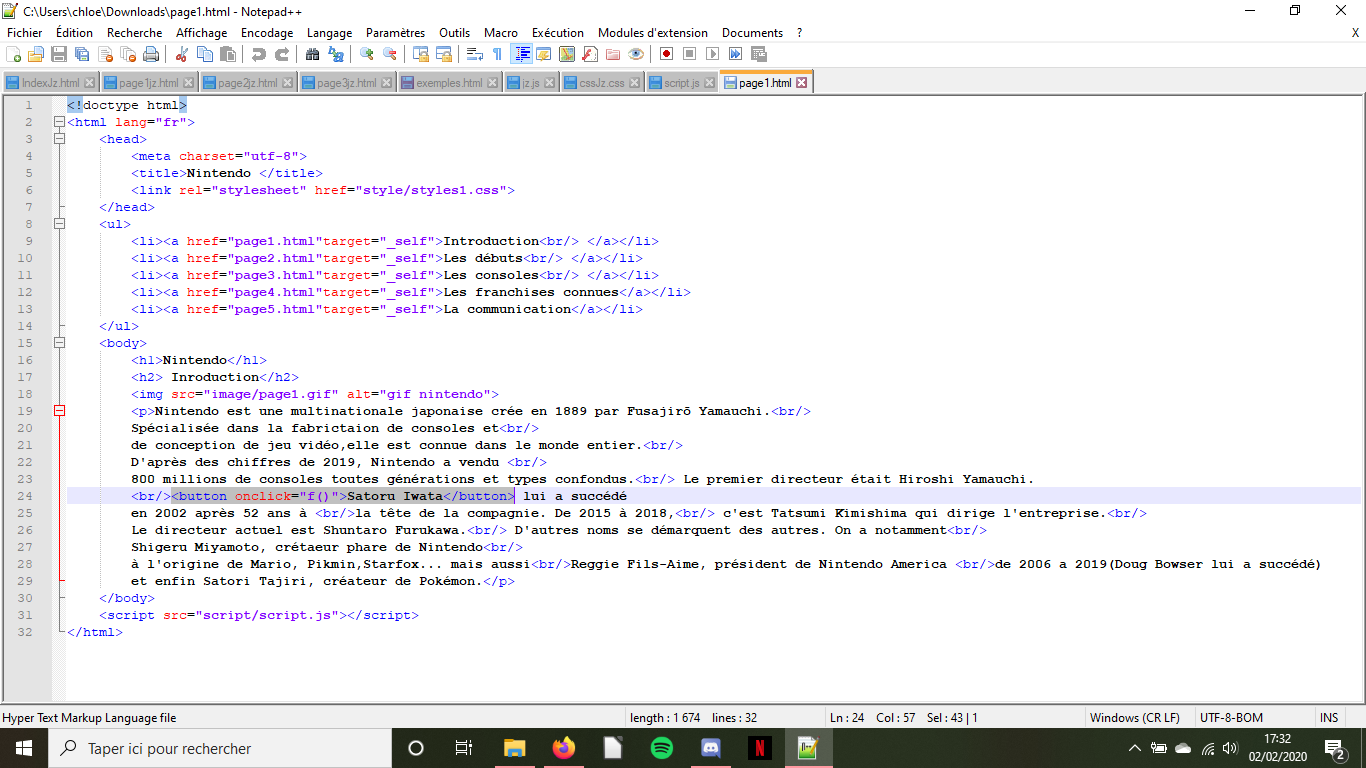 C:\Users\chloe\Downloads\page1.html - Notepad++
Fichier Édition Recherche Affichage Encodage Langage Paramètres Outils Macro Exécution Modules d'extension Documents ? X
IndexJz.html page1jz.html page2jz.html page3jz.html exemples.html jz.js cssJz.css script.js page1.html
1 <!doctype html>
2 <html lang="fr">
3 <head>
4 <meta charset="utf-8">
5 <title>Nintendo </title>
6 <link rel="stylesheet" href="style/styles1.css">
7 </head>
8 <ul>
9 <li><a href="page1.html"target="_self">Introduction<br/> </a></li>
10 <li><a href="page2.html"target="_self">Les débuts<br/> </a></li>
11 <li><a href="page3.html"target="_self">Les consoles<br/> </a></li>
12 <li><a href="page4.html"target="_self">Les franchises connues</a></li>
13 <li><a href="page5.html"target="_self">La communication</a></li>
14 </ul>
15 <body>
16 <h1>Nintendo</h1>
17 <h2> Inroduction</h2>
18 <img src="image/page1.gif" alt="gif nintendo">
19 <p>Nintendo est une multinationale japonaise crée en 1889 par Fusajirō Yamauchi.<br/>
20 Spécialisée dans la fabrictaion de consoles et<br/>
21 de conception de jeu vidéo,elle est connue dans le monde entier.<br/>
22 D'après des chiffres de 2019, Nintendo a vendu <br/>
23 800 millions de consoles toutes générations et types confondus.<br/> Le premier directeur était Hiroshi Yamauchi.
24 <br/><button onclick="f()">Satoru Iwata</button> lui a succédé
25 en 2002 après 52 ans à <br/>la tête de la compagnie. De 2015 à 2018,<br/> c'est Tatsumi Kimishima qui dirige l'entreprise.<br/>
26 Le directeur actuel est Shuntaro Furukawa.<br/> D'autres noms se démarquent des autres. On a notamment<br/>
27 Shigeru Miyamoto, crétaeur phare de Nintendo<br/>
28 à l'origine de Mario, Pikmin,Starfox... mais aussi<br/>Reggie Fils-Aime, président de Nintendo America <br/>de 2006 a 2019(Doug Bowser lui a succédé)
29 et enfin Satori Tajiri, créateur de Pokémon.</p>
30 </body>
31 <script src="script/script.js"></script>
32 </html>
Hyper Text Markup Language file length : 1 674 lines : 32 Ln : 24 Col : 57 Sel : 43 | 1 Windows (CR LF) UTF-8-BOM INS
Taper ici pour rechercher
17:32
02/02/2020
2